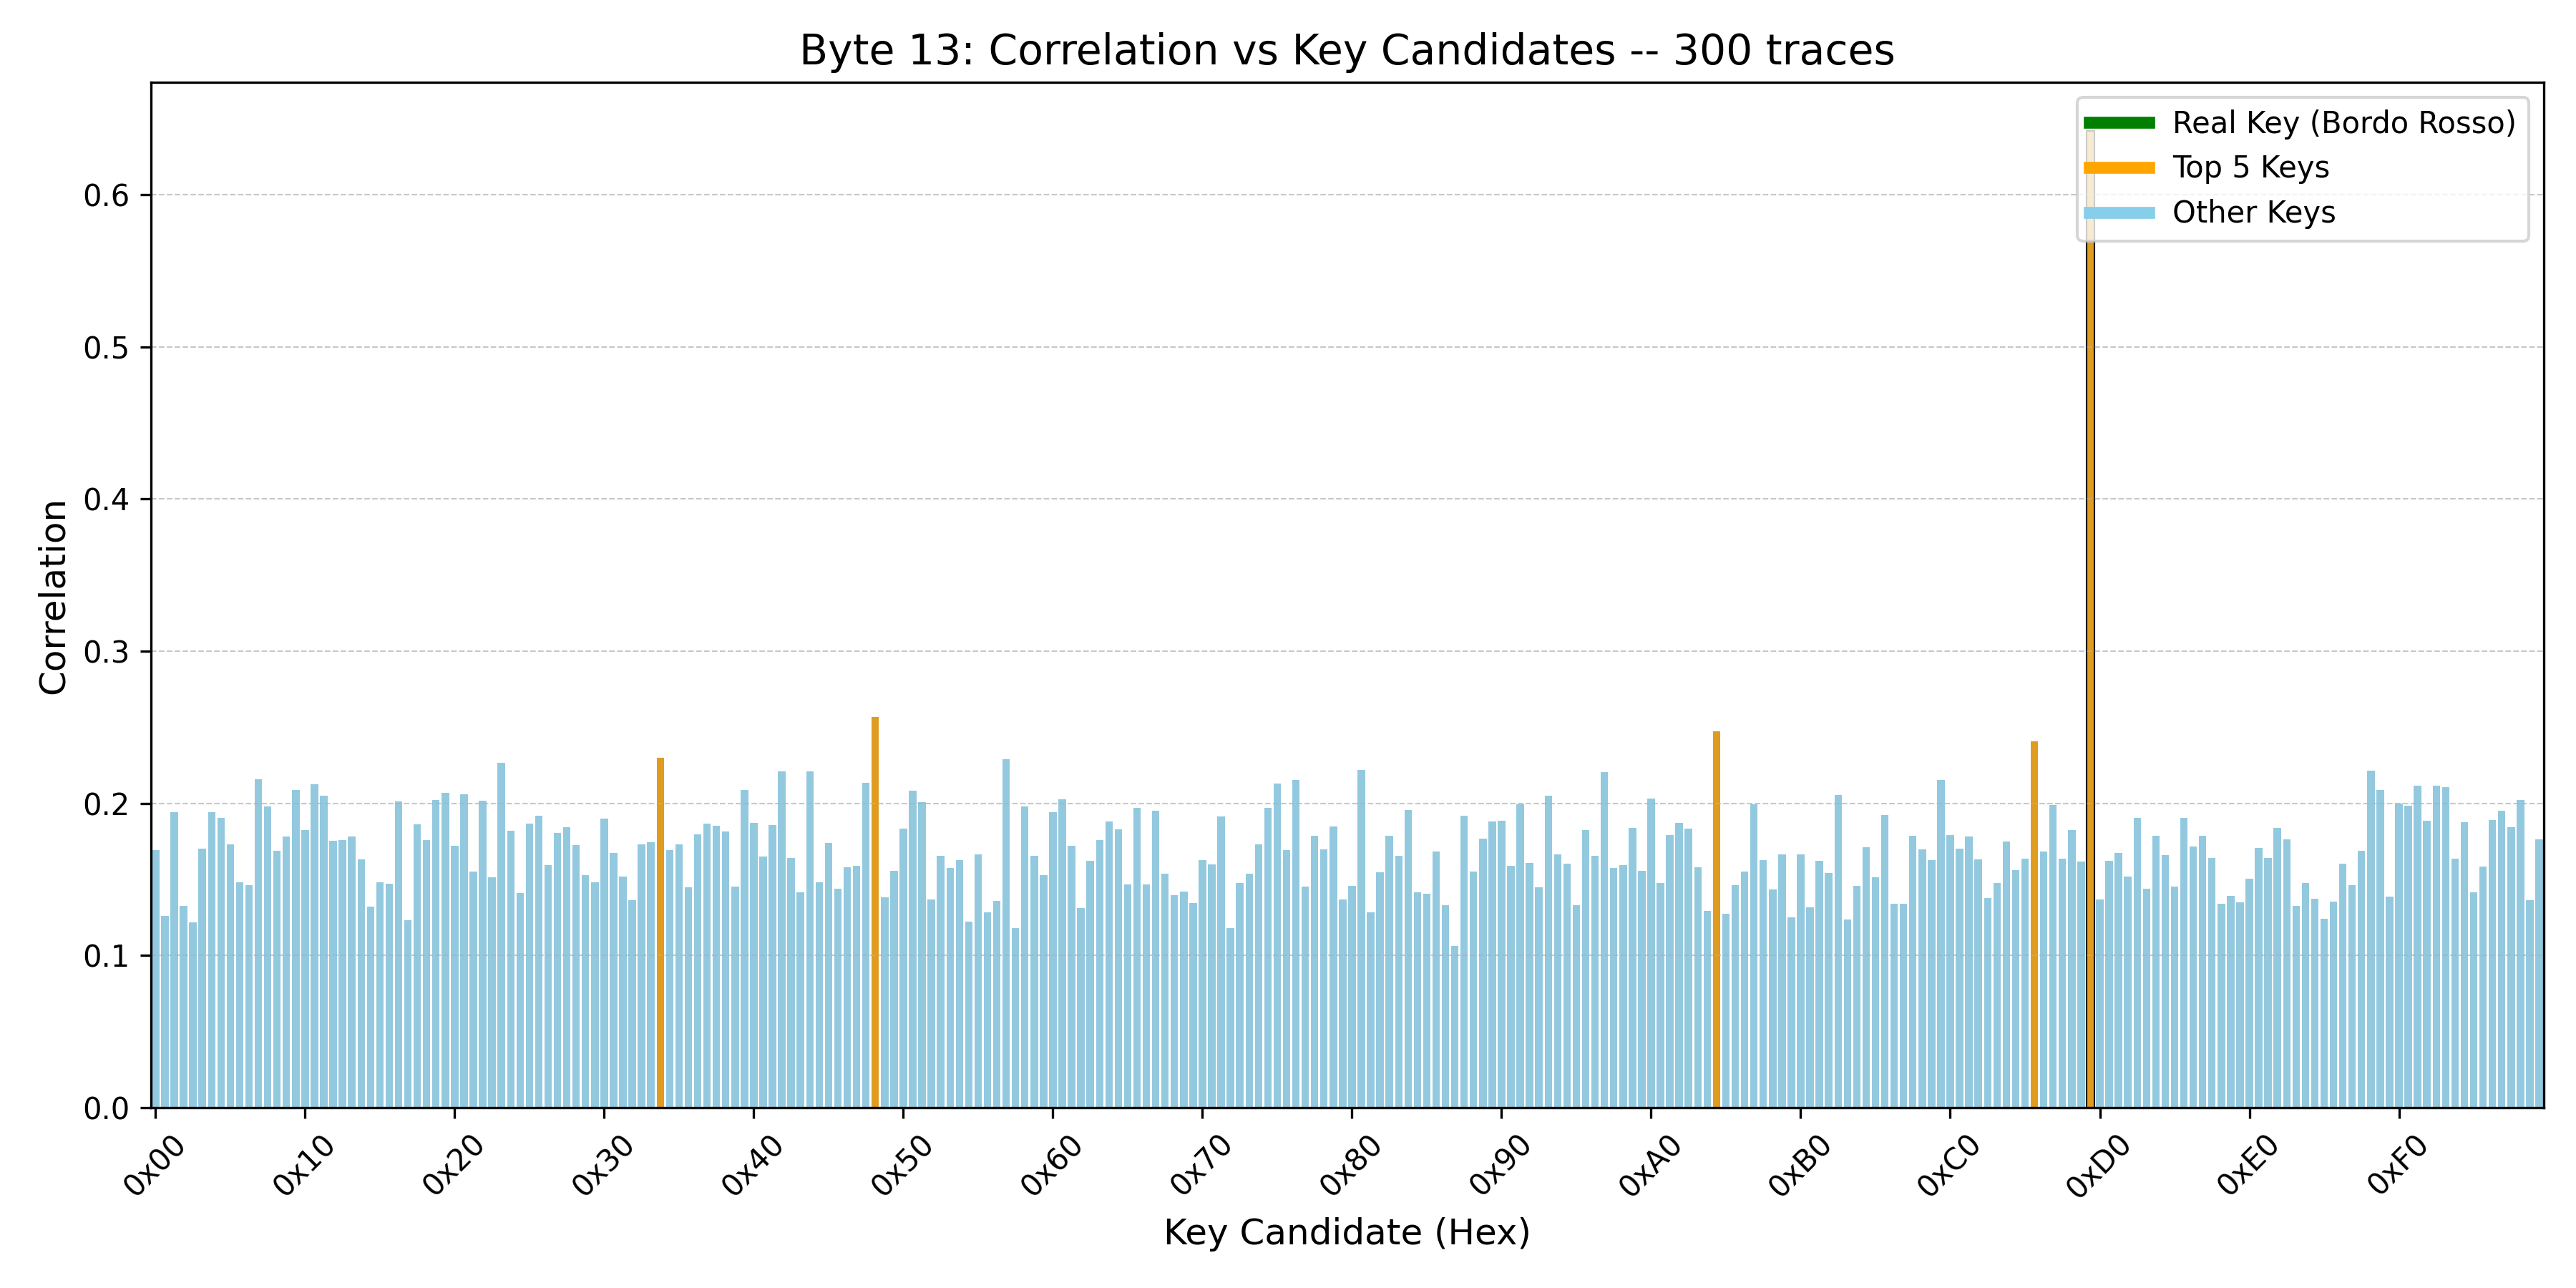 Byte 13: Correlation vs Key Candidates -- 300 traces
Real Key (Bordo Rosso)
Top 5 Keys
Other Keys
Correlation
0.6
0.5
0.4
0.3
0.2
0.1
0.0
0x00 0x10 0x20 0x30 0x40 0x50 0x60 0x70 0x80 0x90 0xA0 0xB0 0xC0 0xD0 0xE0 0xF0
Key Candidate (Hex)